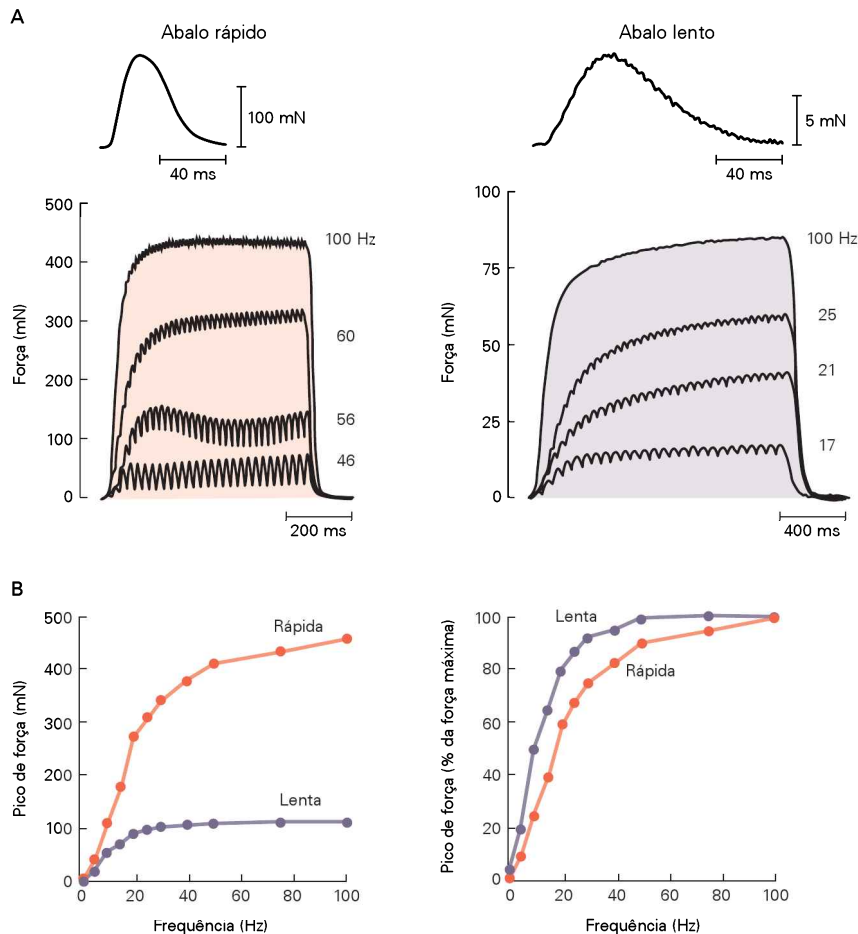 A
Abalo rápido
100 mN
40 ms
500
400
300
200
100
0
Força (mN)
100 Hz
60
56
46
200 ms
Abalo lento
5 mN
40 ms
100
75
50
25
0
Força (mN)
100 Hz
25
21
17
400 ms
B
500
400
300
200
100
0
Pico de força (mN)
Rápida
Lenta
0 20 40 60 80 100
Frequência (Hz)
100
80
60
40
20
0
Pico de força (% da força máxima)
Lenta
Rápida
0 20 40 60 80 100
Frequência (Hz)